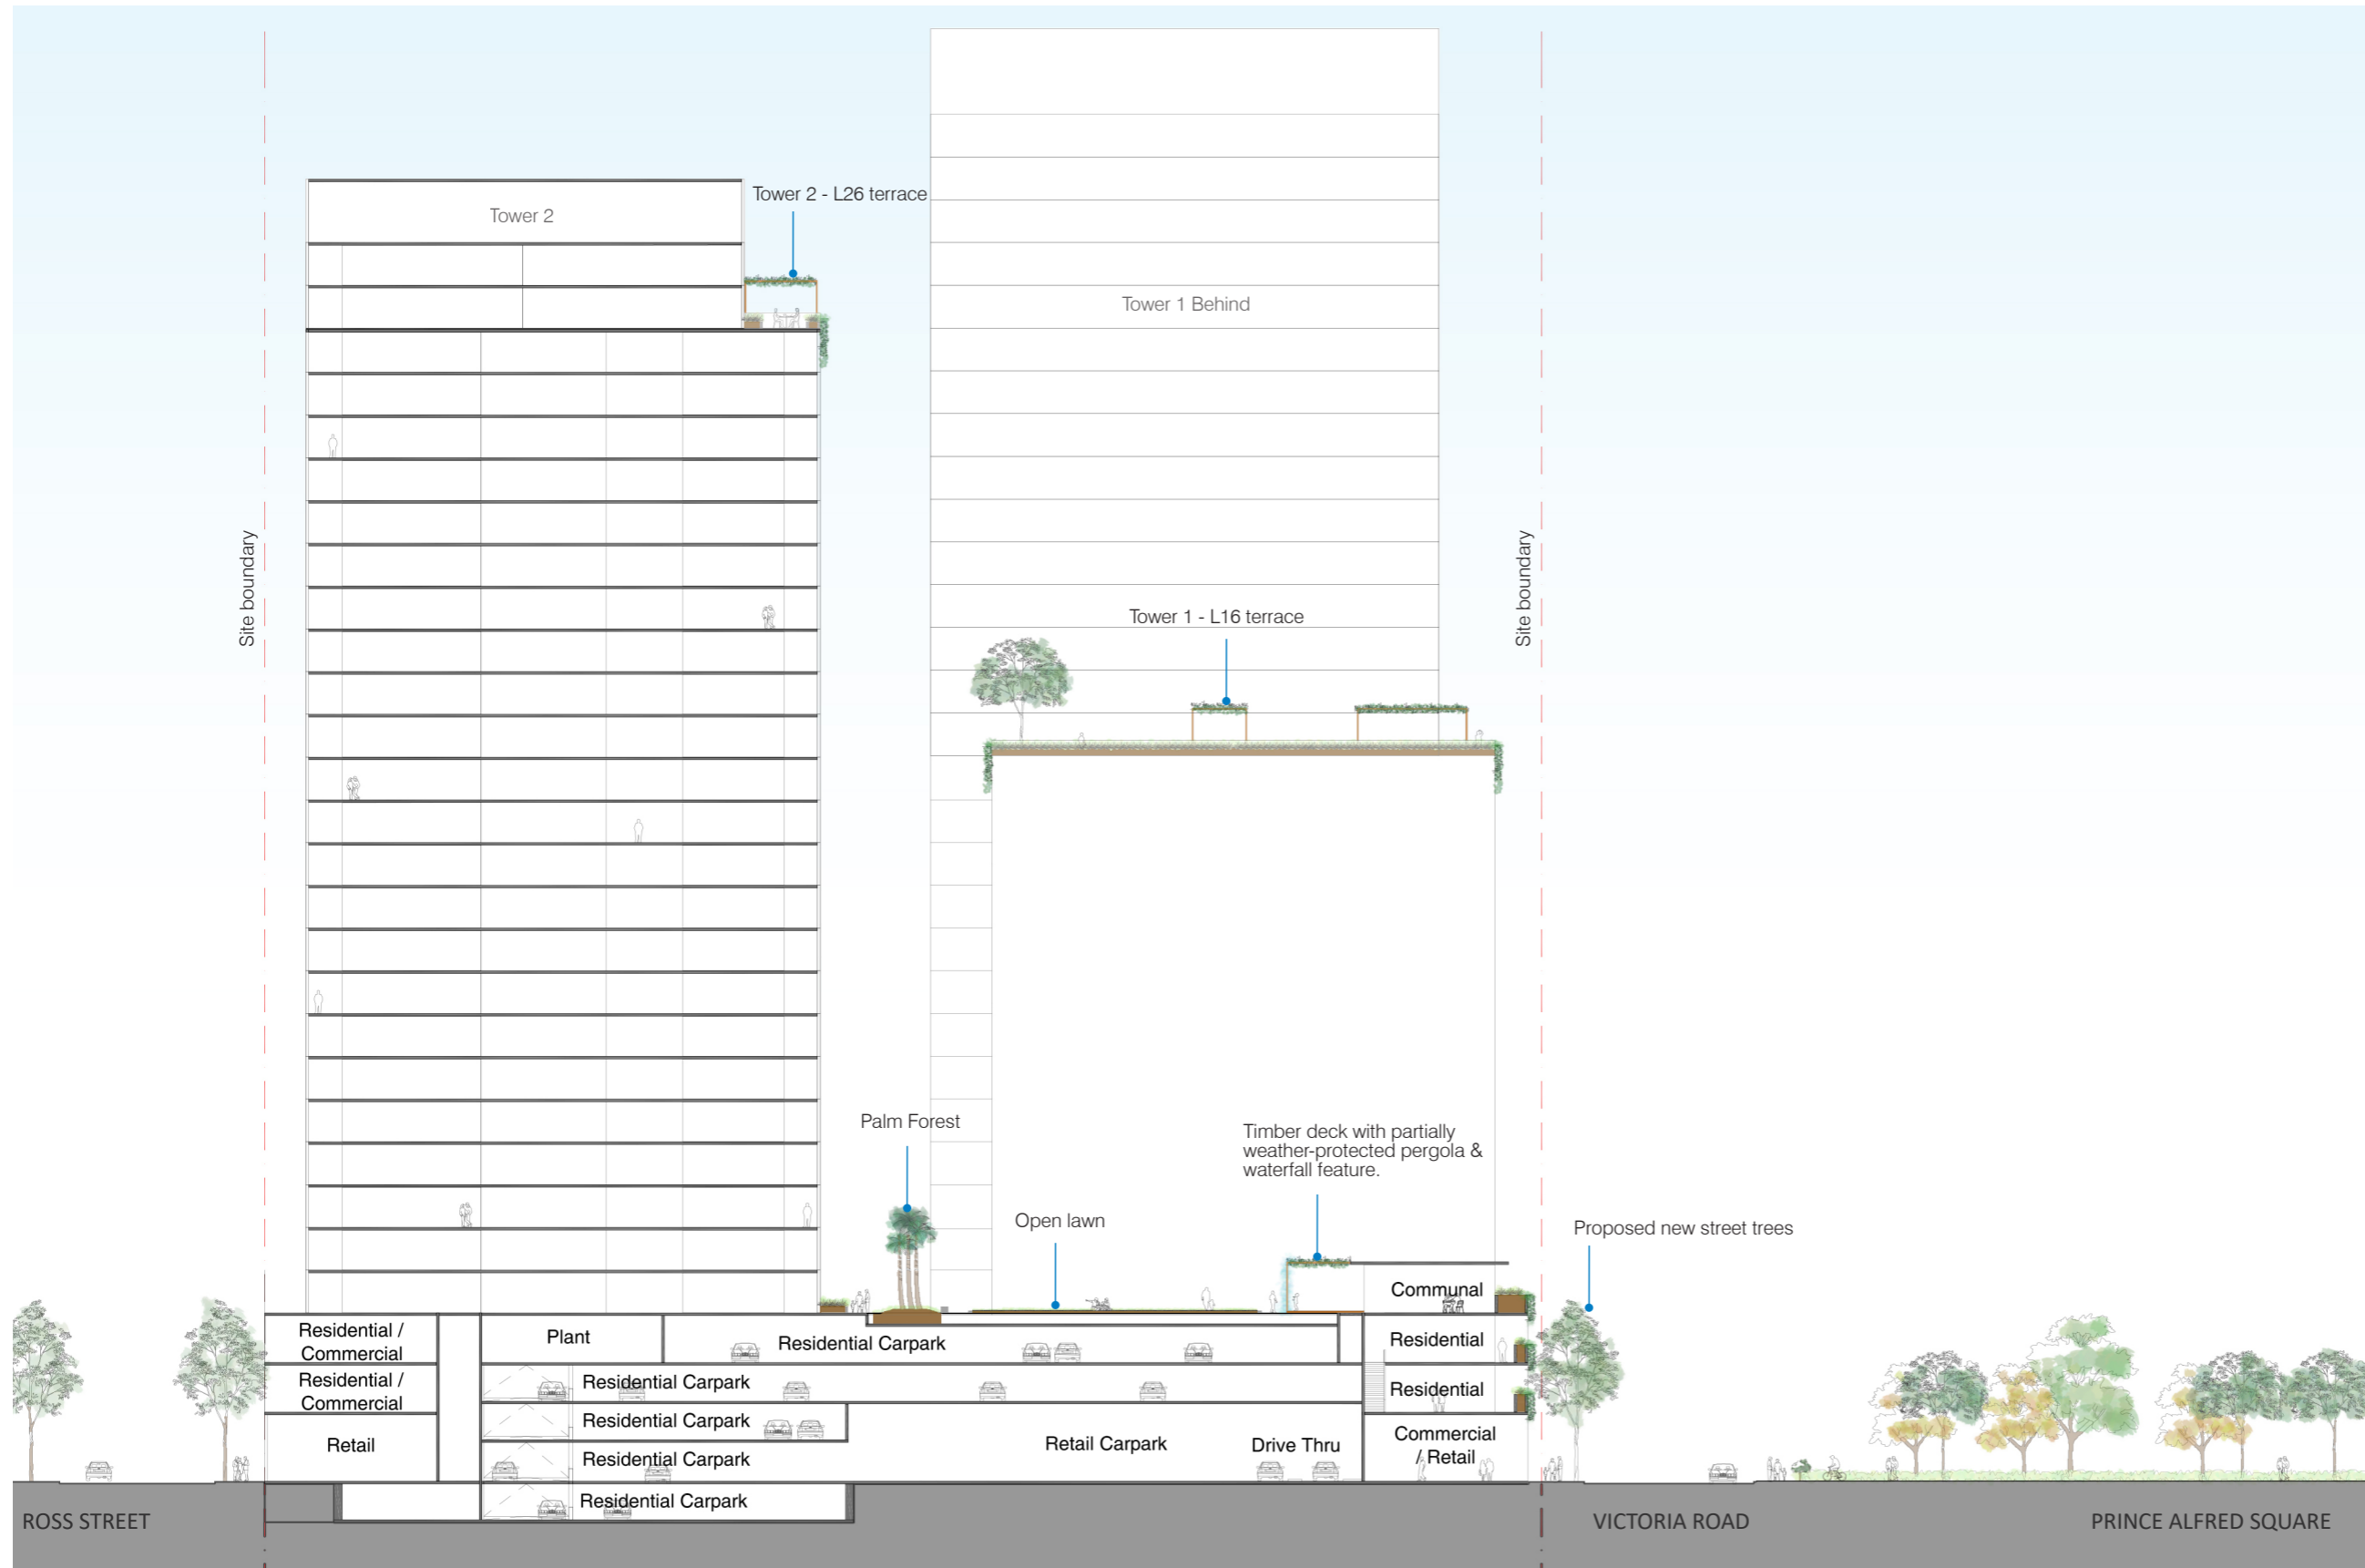 Tower 2 - L26 terrace
Tower 2
Tower 1 Behind
Site boundary
Site boundary
Tower 1 - L16 terrace
Palm Forest
Timber deck with partially
weather-protected pergola &
waterfall feature.
Open lawn
Proposed new street trees
Communal
Residential /
Commercial
Plant
Residential Carpark
Residential
Residential /
Commercial
Residential Carpark
Residential
Residential Carpark
Retail
Retail Carpark
Drive Thru
Commercial
/ Retail
Residential Carpark
Residential Carpark
ROSS STREET
VICTORIA ROAD
PRINCE ALFRED SQUARE